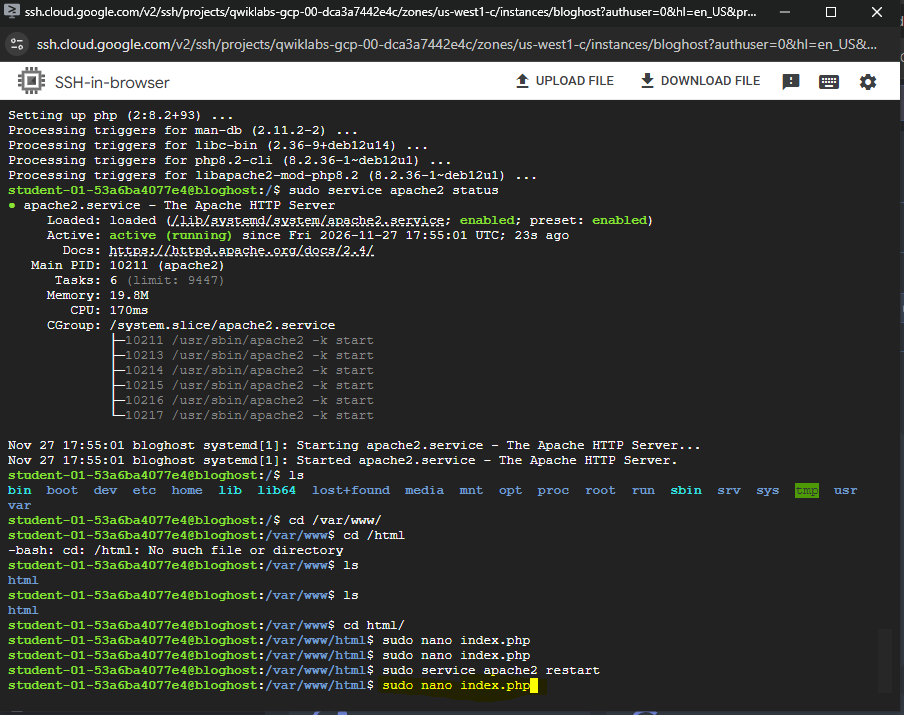 ssh.cloud.google.com/v2/ssh/projects/qwiklabs-gcp-00-dca3a7442e4c/zones/us-west1-c/instances/bloghost?authuser=0&hl=en_US&pr...
ssh.cloud.google.com/v2/ssh/projects/qwiklabs-gcp-00-dca3a7442e4c/zones/us-west1-c/instances/bloghost?authuser=0&hl=en_US&...
SSH-in-browser UPLOAD FILE DOWNLOAD FILE
Setting up php (2:8.2+93) ...
Processing triggers for man-db (2.11.2-2) ...
Processing triggers for libc-bin (2.36-9+deb12u14) ...
Processing triggers for php8.2-cli (8.2.36-1~deb12u1) ...
Processing triggers for libapache2-mod-php8.2 (8.2.36-1~deb12u1) ...
student-01-53a6ba4077e4@bloghost:/$ sudo service apache2 status
● apache2.service - The Apache HTTP Server
Loaded: loaded (/lib/systemd/system/apache2.service; enabled; preset: enabled)
Active: active (running) since Fri 2026-11-27 17:55:01 UTC; 23s ago
Docs: https://httpd.apache.org/docs/2.4/
Main PID: 10211 (apache2)
Tasks: 6 (limit: 9447)
Memory: 19.8M
CPU: 170ms
CGroup: /system.slice/apache2.service
├─10211 /usr/sbin/apache2 -k start
├─10213 /usr/sbin/apache2 -k start
├─10214 /usr/sbin/apache2 -k start
├─10215 /usr/sbin/apache2 -k start
├─10216 /usr/sbin/apache2 -k start
└─10217 /usr/sbin/apache2 -k start
Nov 27 17:55:01 bloghost systemd[1]: Starting apache2.service - The Apache HTTP Server...
Nov 27 17:55:01 bloghost systemd[1]: Started apache2.service - The Apache HTTP Server.
student-01-53a6ba4077e4@bloghost:/$ ls
bin boot dev etc home lib lib64 lost+found media mnt opt proc root run sbin srv sys tmp usr
var
student-01-53a6ba4077e4@bloghost:/$ cd /var/www/
student-01-53a6ba4077e4@bloghost:/var/www$ cd /html
-bash: cd: /html: No such file or directory
student-01-53a6ba4077e4@bloghost:/var/www$ ls
html
student-01-53a6ba4077e4@bloghost:/var/www$ ls
html
student-01-53a6ba4077e4@bloghost:/var/www$ cd html/
student-01-53a6ba4077e4@bloghost:/var/www/html$ sudo nano index.php
student-01-53a6ba4077e4@bloghost:/var/www/html$ sudo nano index.php
student-01-53a6ba4077e4@bloghost:/var/www/html$ sudo service apache2 restart
student-01-53a6ba4077e4@bloghost:/var/www/html$ sudo nano index.php